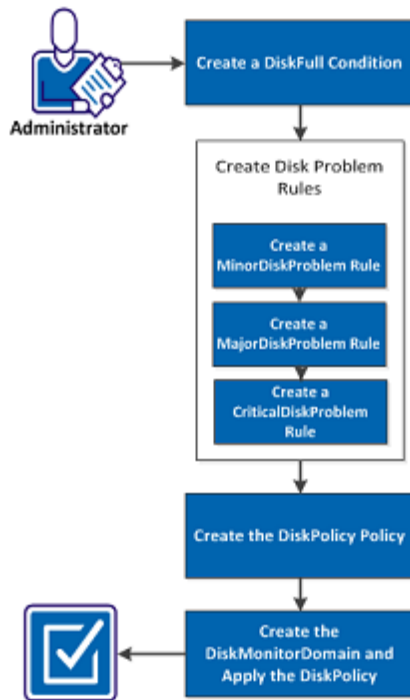 Administrator
Create a DiskFull Condition
Create Disk Problem
Rules
Create a
MinorDiskProblem Rule
Create a
MajorDiskProblem Rule
Create a
CriticalDiskProblem
Rule
Create the DiskPolicy Policy
Create the
DiskMonitorDomain and
Apply the DiskPolicy